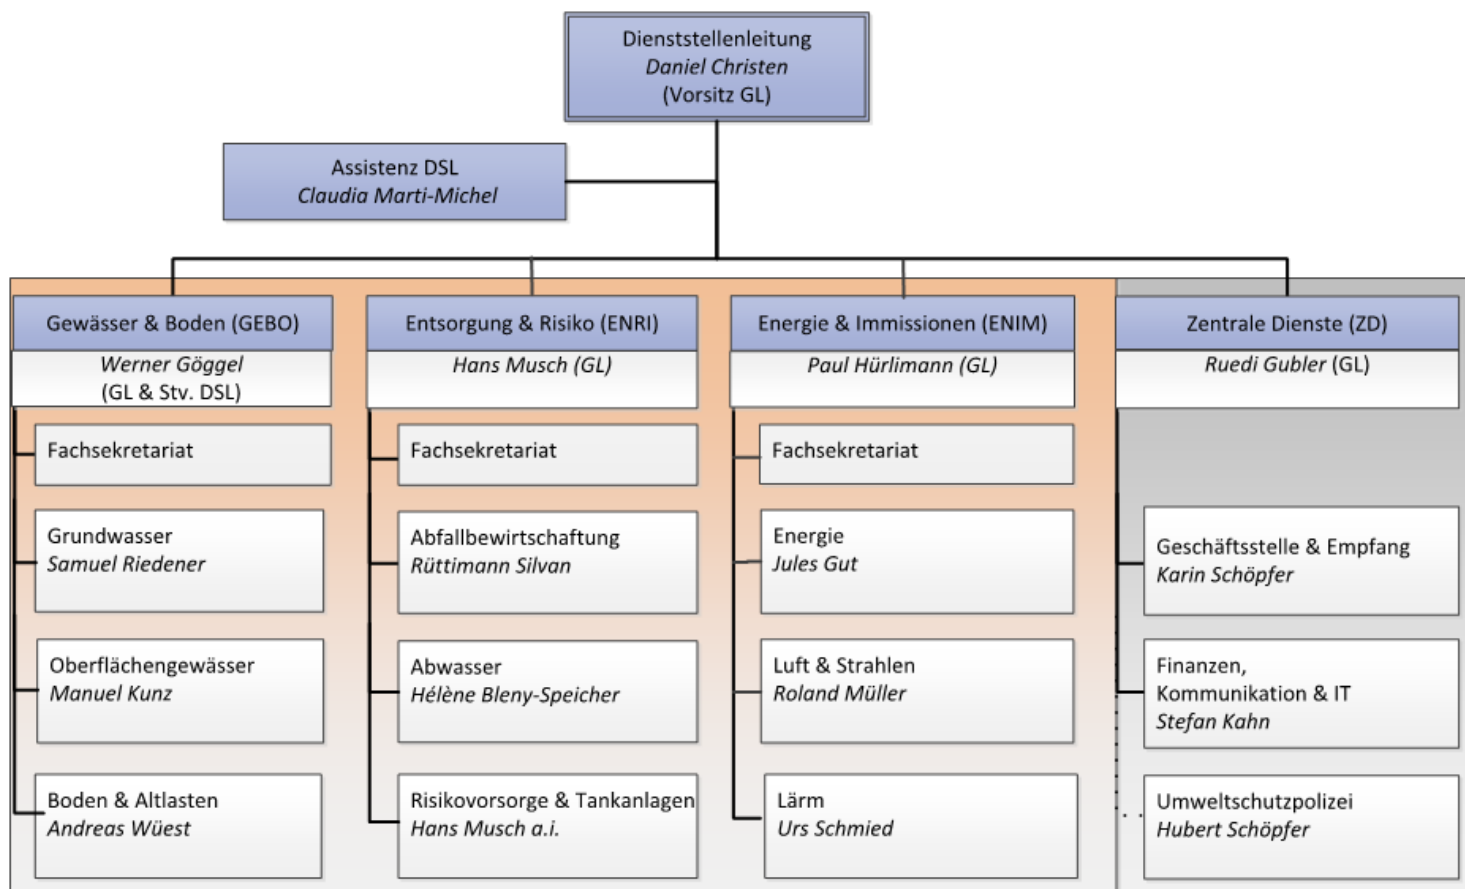 Dienststellenleitung
Daniel Christen
(Vorsitz GL)
Assistenz DSL
Claudia Marti-Michel
Gewässer & Boden (GEBO)
Werner Göggel
(GL & Stv. DSL)
Fachsekretariat
Grundwasser
Samuel Riedener
Oberflächengewässer
Manuel Kunz
Boden & Altlasten
Andreas Wüest
Entsorgung & Risiko (ENRI)
Hans Musch (GL)
Fachsekretariat
Abfallbewirtschaftung
Rüttimann Silvan
Abwasser
Hélène Bleny-Speicher
Risikovorsorge & Tankanlagen
Hans Musch a.i.
Energie & Immissionen (ENIM)
Paul Hürlimann (GL)
Fachsekretariat
Energie
Jules Gut
Luft & Strahlen
Roland Müller
Lärm
Urs Schmied
Zentrale Dienste (ZD)
Ruedi Gubler (GL)
Geschäftsstelle & Empfang
Karin Schöpfer
Finanzen,
Kommunikation & IT
Stefan Kahn
Umweltschutzpolizei
Hubert Schöpfer